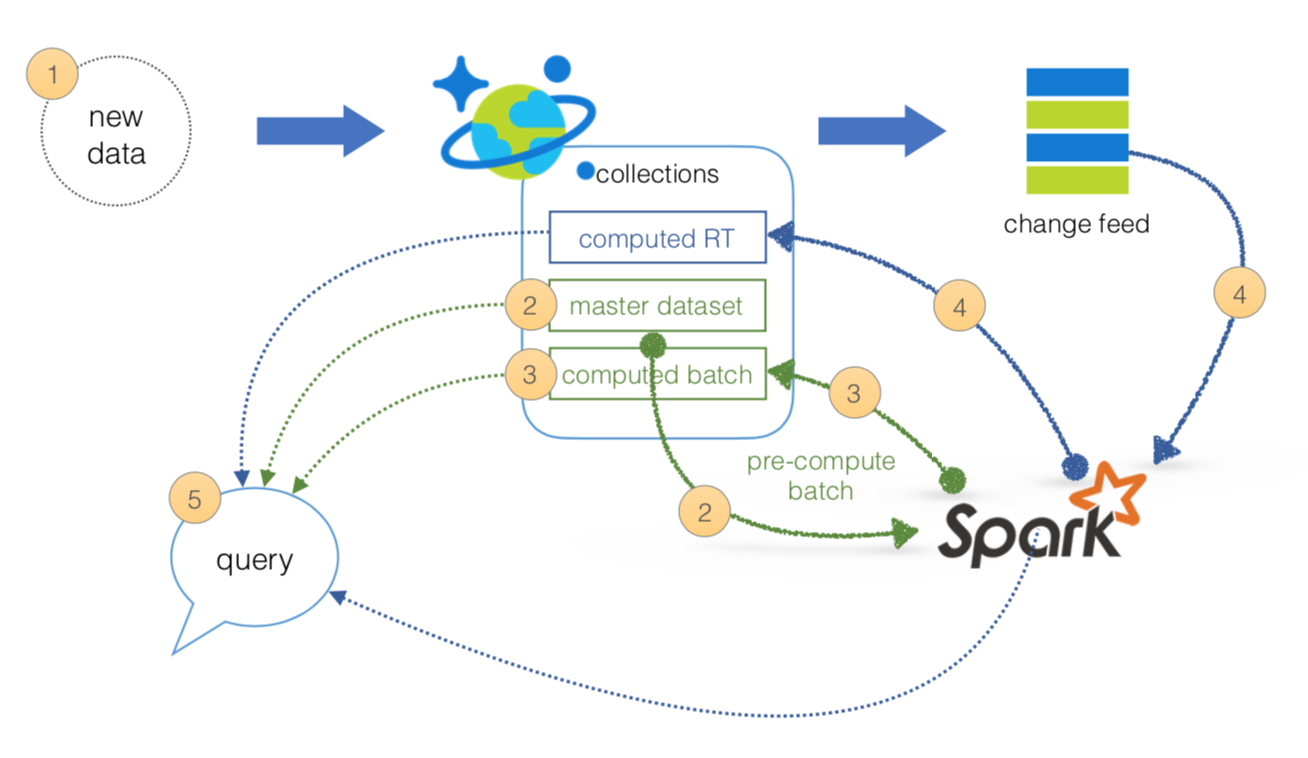 1
new
data
collections
computed RT
2
master dataset
3
computed batch
change feed
4
4
3
pre-compute
batch
2
Spark
5
query